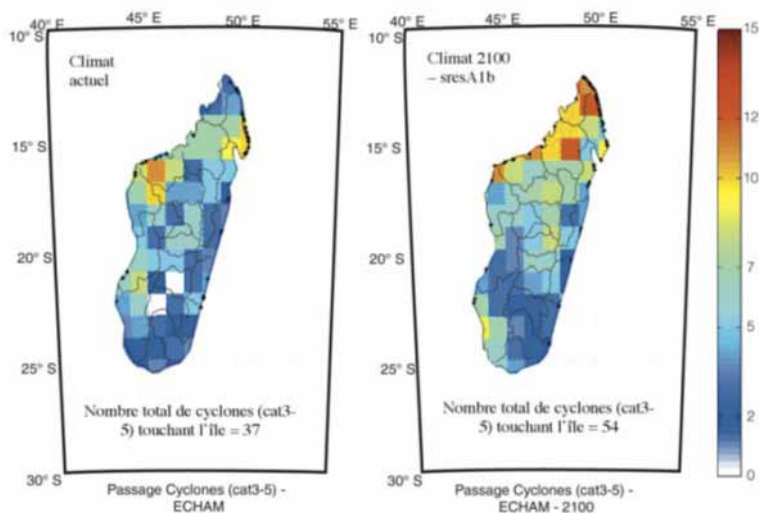 40° E 45° E 50° E 55° E
10° S
15° S
20° S
25° S
30° S
Climat
actuel
Nombre total de cyclones (cat3-
5) touchant l'île = 37
Passage Cyclones (cat3-5) -
ECHAM
40° E 45° E 50° E 55° E
10° S
15° S
20° S
25° S
30° S
Climat 2100
– sresA1b
Nombre total de cyclones (cat3-
5) touchant l'île = 54
Passage Cyclones (cat3-5) -
ECHAM - 2100
15
12
10
7
5
2
0